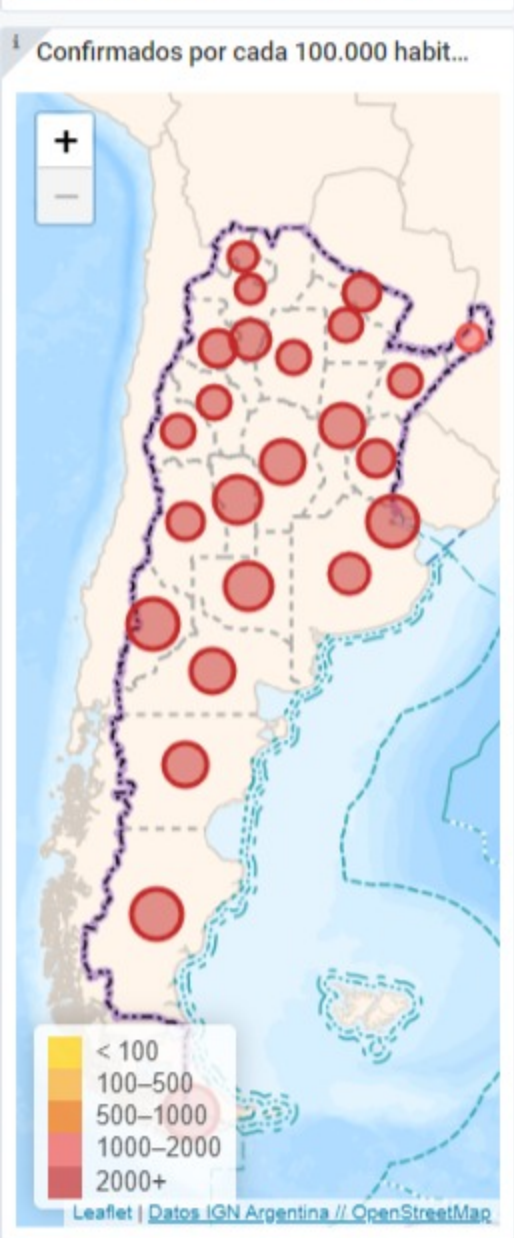 i
Confirmados por cada 100.000 habit...
+
−
< 100
100–500
500–1000
1000–2000
2000+
Leaflet | Datos IGN Argentina // OpenStreetMap